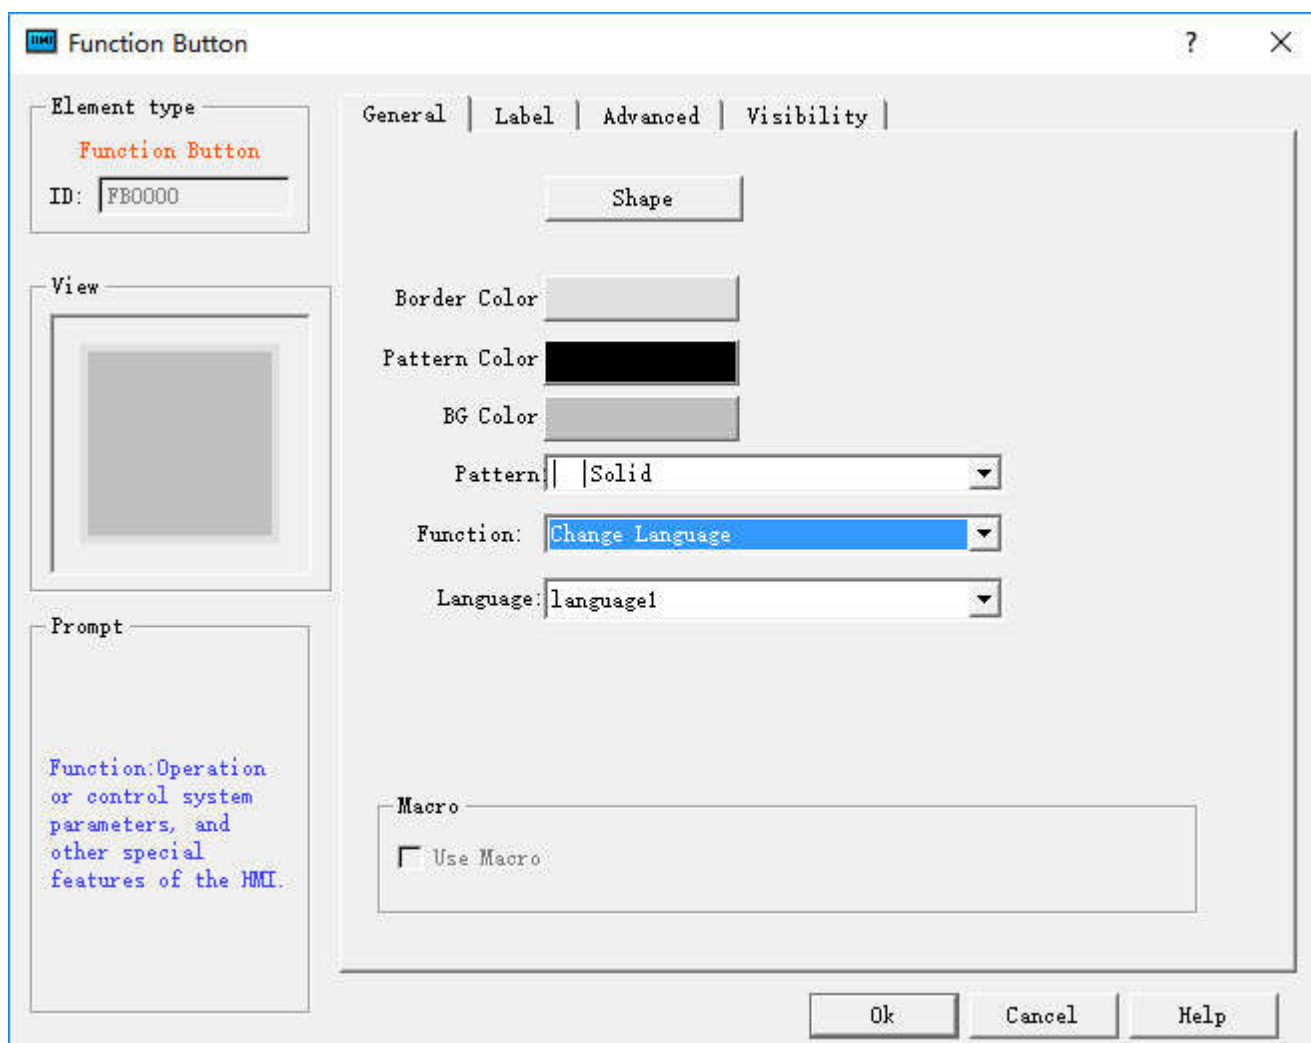 HMI Function Button ?
Element type
Function Button
ID: FB0000
View
Prompt
Function:Operation
or control system
parameters, and
other special
features of the HMI.
General Label Advanced Visibility
Shape
Border Color
Pattern Color
BG Color
Pattern: Solid
Function: Change Language
Language: language1
Macro
Use Macro
Ok Cancel Help